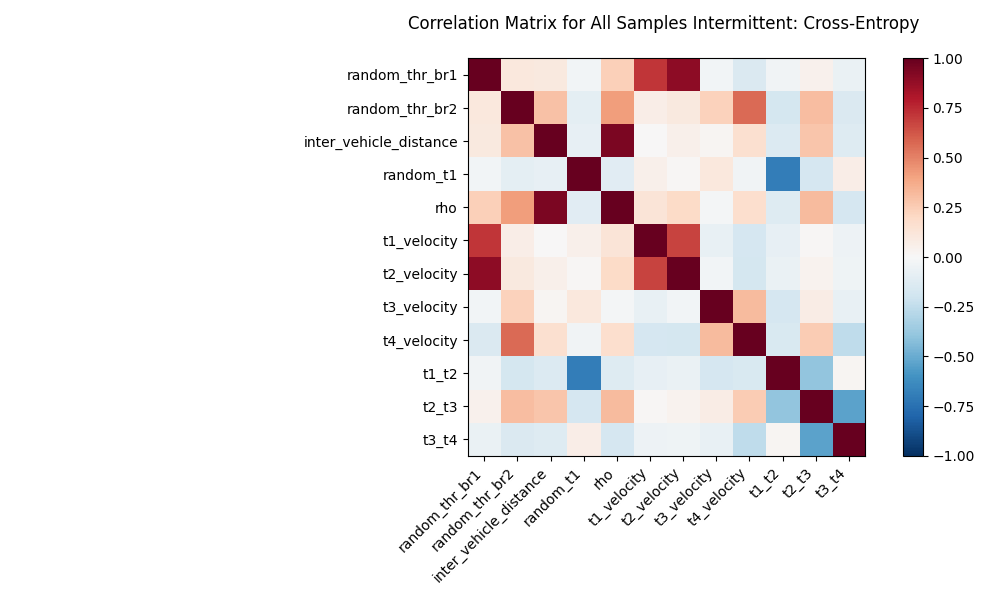 Correlation Matrix for All Samples Intermittent: Cross-Entropy
random_thr_br1
random_thr_br2
inter_vehicle_distance
random_t1
rho
t1_velocity
t2_velocity
t3_velocity
t4_velocity
t1_t2
t2_t3
t3_t4
random_thr_br1
random_thr_br2
inter_vehicle_distance
random_t1
rho
t1_velocity
t2_velocity
t3_velocity
t4_velocity
t1_t2
t2_t3
t3_t4
1.00
0.75
0.50
0.25
0.00
−0.25
−0.50
−0.75
−1.00